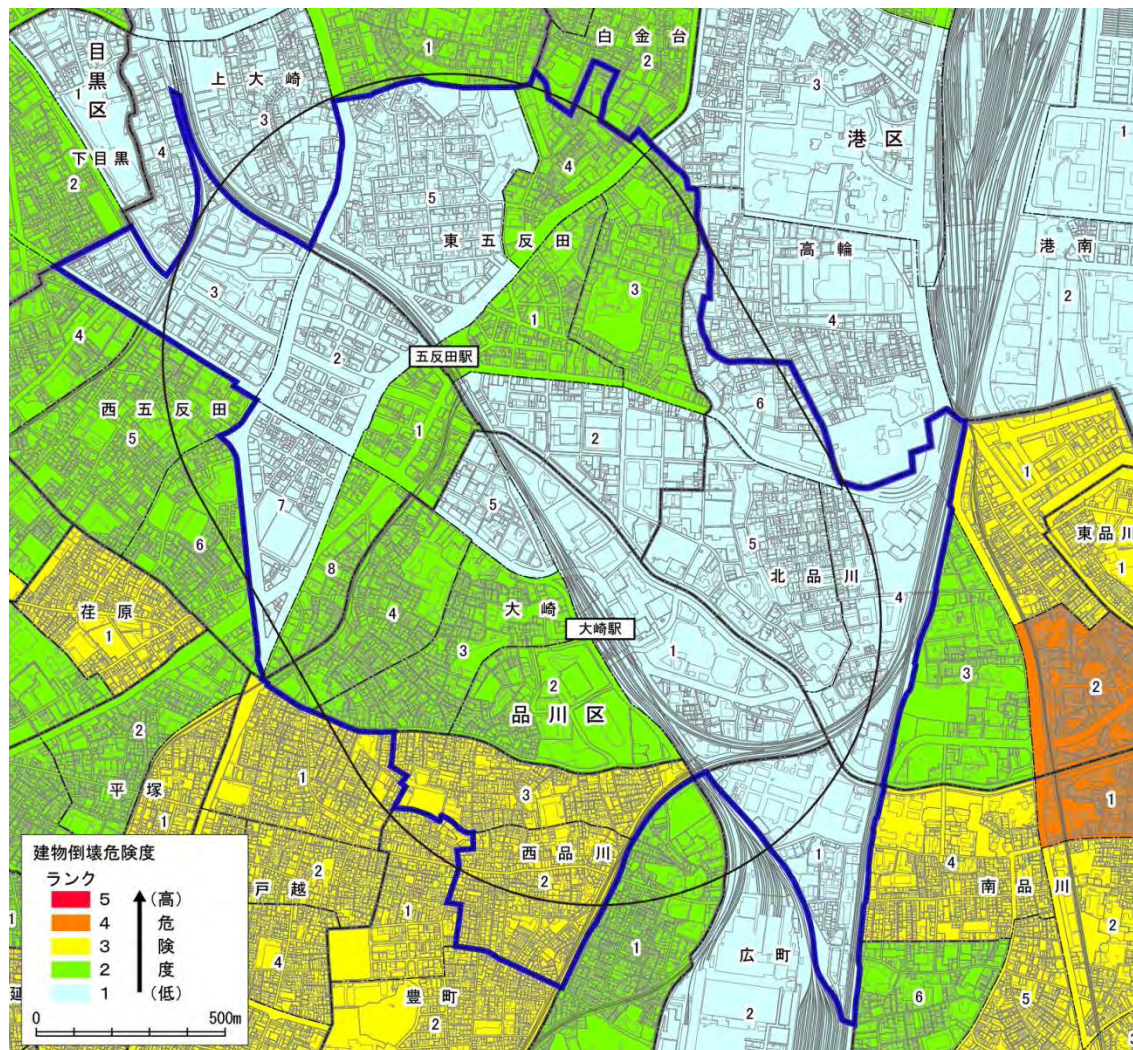 白金台
2
1
目黒区
1
上大崎
3
3
港区
1
下目黒
4
2
4
5
東五反田
高輪
港南
3
3
2
4
1
2
4
五反田駅
西五反田
5
1
6
2
1
7
5
東品川
1
6
8
5
北品川
荏原
1
4
大崎
大崎駅
4
3
1
3
2
2
品川区
2
平塚
1
3
1
1
西品川
2
1
4
南品川
戸越
2
1
1
2
4
広町
豊町
2
2
6
5
3
1
延
建物倒壊危険度
ランク
5 (高)
4 危
3 険
2 度
1 (低)
0 500m